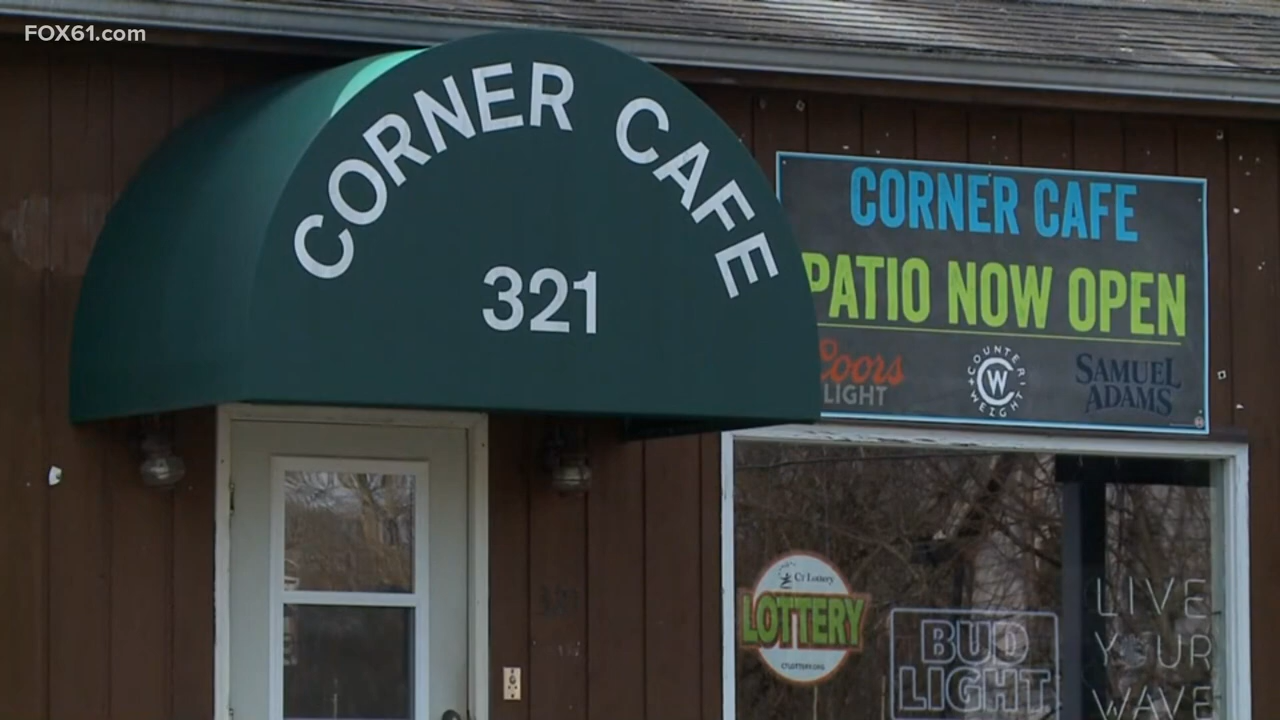 FOX61.com
CORNER CAFE
321
CORNER CAFE
PATIO NOW OPEN
Coors
LIGHT
COUNTER WEIGHT
CW
SAMUEL
ADAMS
CT Lottery
LOTTERY
CTLOTTERY.ORG
BUD
LIGHT
LIVE
YOUR
WAVE